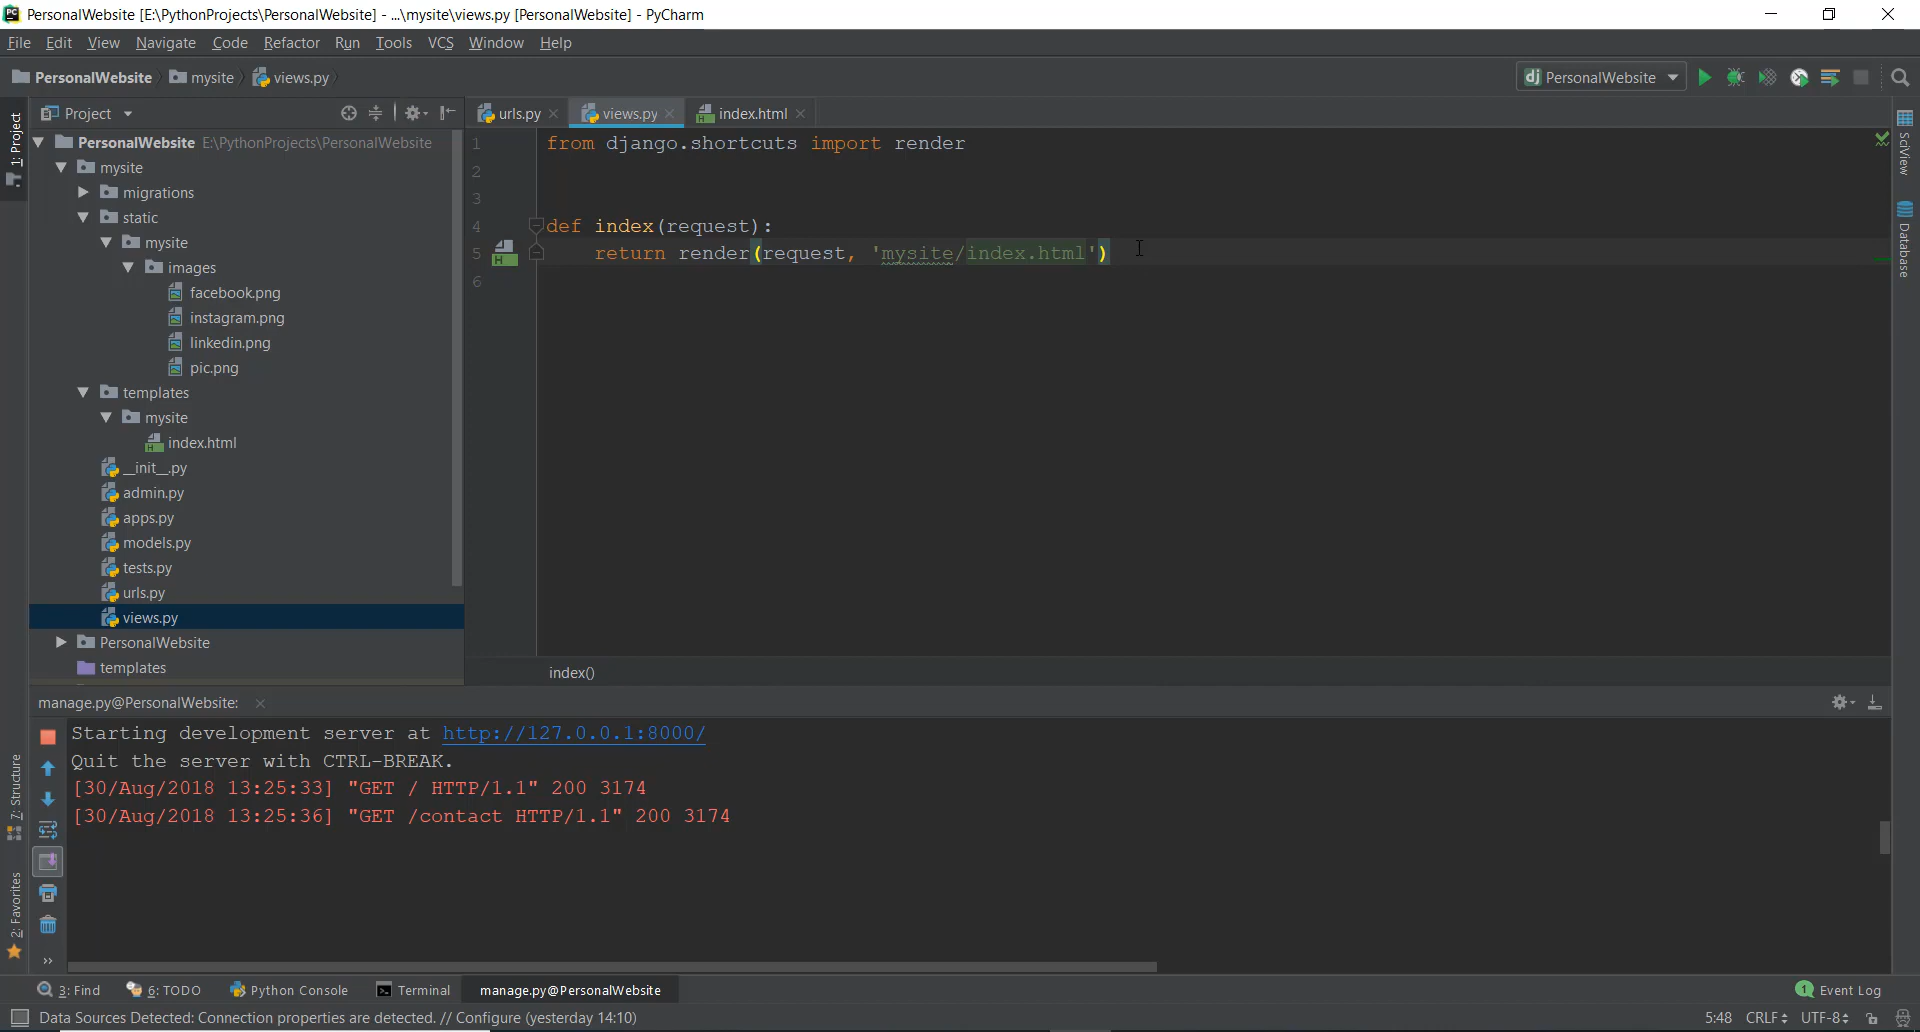 PersonalWebsite [E:\PythonProjects\PersonalWebsite] - ...\mysite\views.py [PersonalWebsite] - PyCharm
File Edit View Navigate Code Refactor Run Tools VCS Window Help
PersonalWebsite mysite views.py
PersonalWebsite
1: Project
Project
PersonalWebsite E:\PythonProjects\PersonalWebsite
mysite
migrations
static
mysite
images
facebook.png
instagram.png
linkedin.png
pic.png
templates
mysite
index.html
__init__.py
admin.py
apps.py
models.py
tests.py
urls.py
views.py
PersonalWebsite
templates
urls.py views.py index.html
1 from django.shortcuts import render
2
3
4 def index(request):
5 return render(request, 'mysite/index.html')
6
index()
SciView
Database
manage.py@PersonalWebsite:
Starting development server at http://127.0.0.1:8000/
Quit the server with CTRL-BREAK.
[30/Aug/2018 13:25:33] "GET / HTTP/1.1" 200 3174
[30/Aug/2018 13:25:36] "GET /contact HTTP/1.1" 200 3174
7: Structure
2: Favorites
3: Find 6: TODO Python Console Terminal manage.py@PersonalWebsite 1 Event Log
Data Sources Detected: Connection properties are detected. // Configure (yesterday 14:10) 5:48 CRLF UTF-8